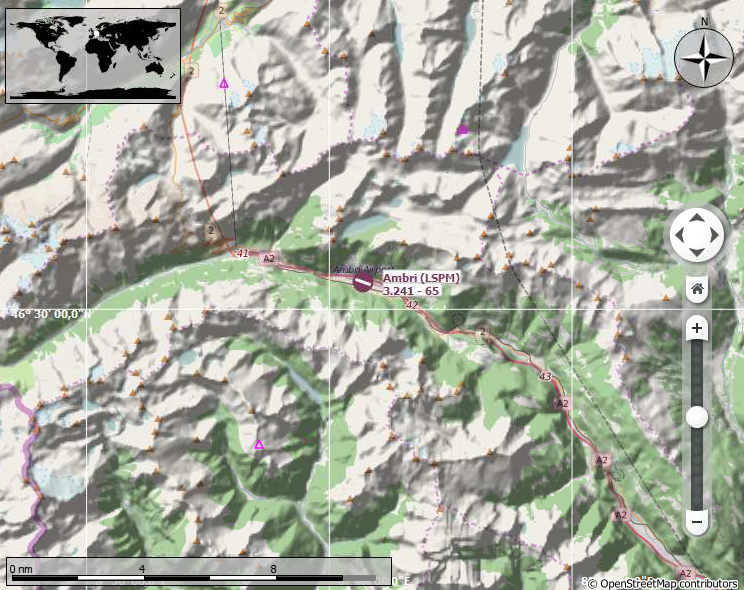 2
N
2
2
41
A2
Ambri Airp
Ambri (LSPM)
3.241 - 65
46° 30' 00,0"N
42
2
43
A2
A2
A2
A2
0 nm 4 8
0"E
© OpenStreetMap contributors